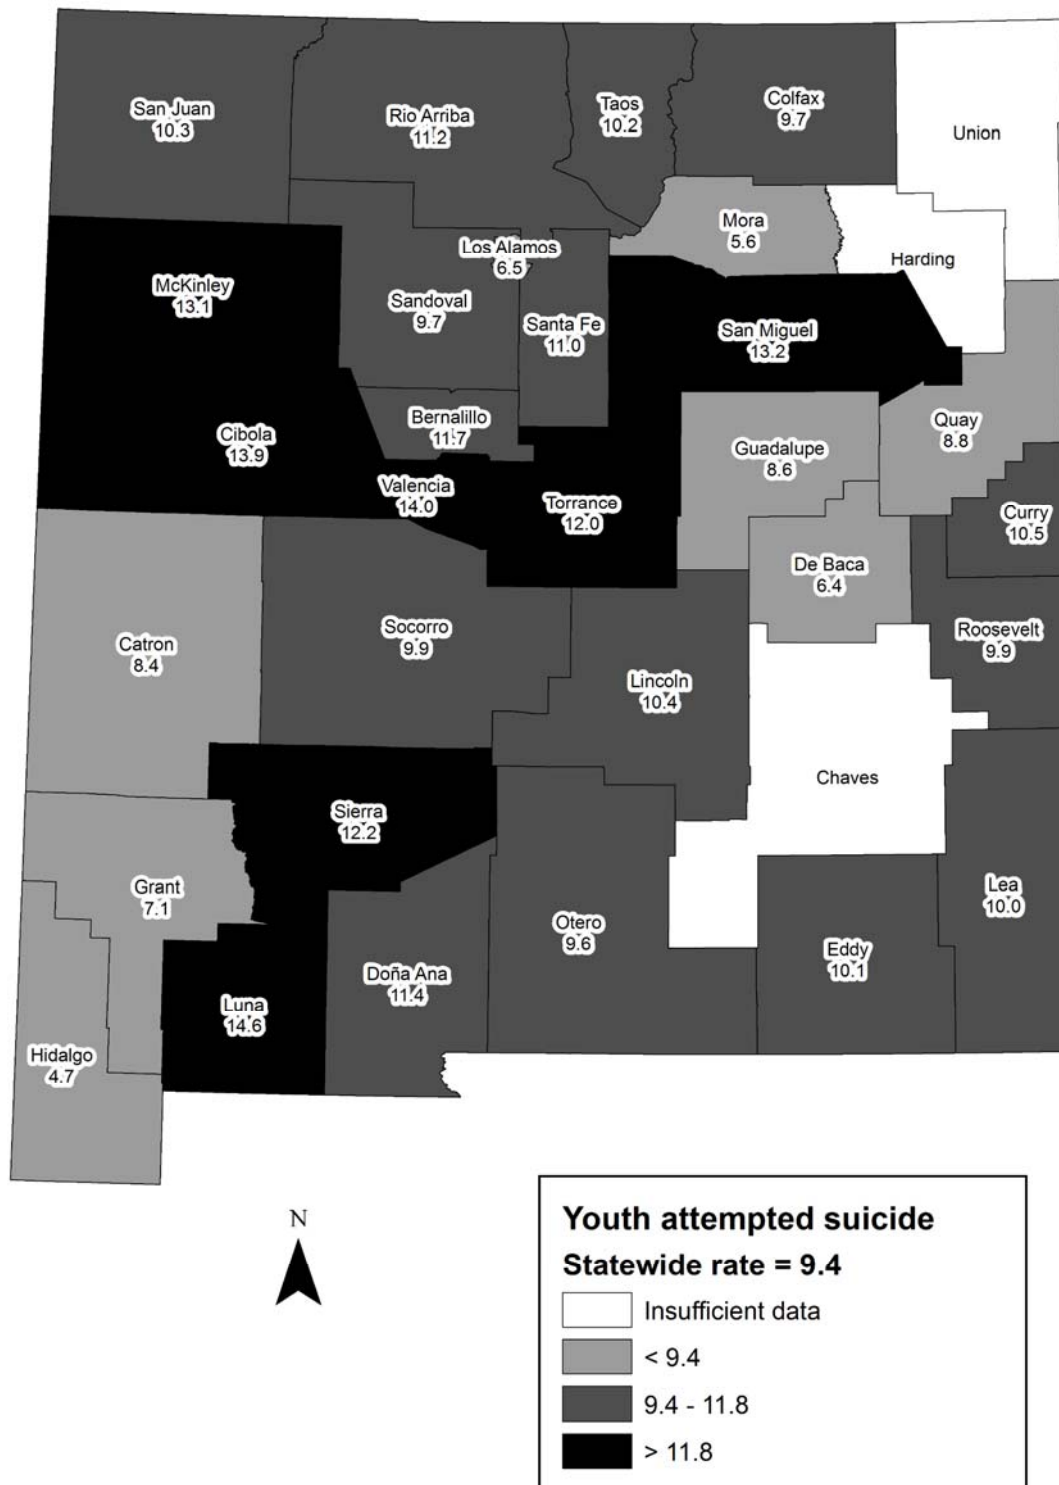 San Juan
10.3
Rio Arriba
11.2
Taos
10.2
Colfax
9.7
Union
Mora
5.6
Harding
Los Alamos
6.5
McKinley
13.1
Sandoval
9.7
Santa Fe
11.0
San Miguel
13.2
Cibola
13.9
Bernalillo
11.7
Guadalupe
8.6
Quay
8.8
Valencia
14.0
Torrance
12.0
Curry
10.5
De Baca
6.4
Catron
8.4
Socorro
9.9
Roosevelt
9.9
Lincoln
10.4
Chaves
Sierra
12.2
Grant
7.1
Lea
10.0
Otero
9.6
Eddy
10.1
Doña Ana
11.4
Luna
14.6
Hidalgo
4.7
N
Youth attempted suicide
Statewide rate = 9.4
Insufficient data
< 9.4
9.4 - 11.8
> 11.8